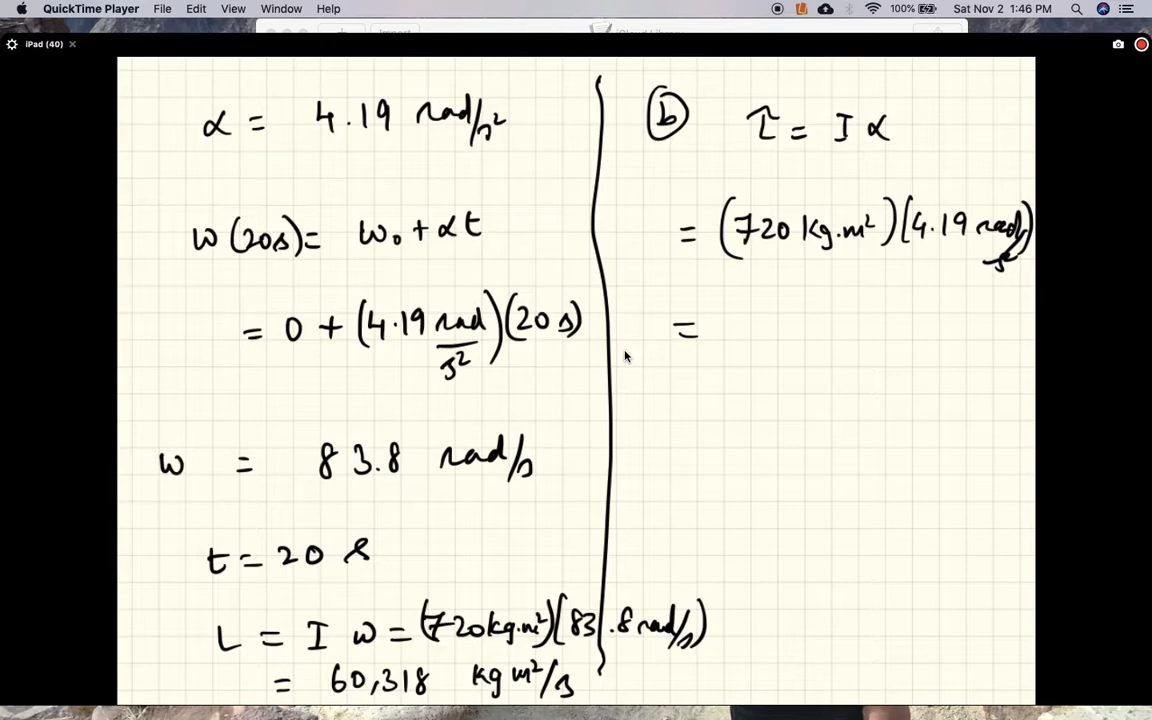 QuickTime Player File Edit View Window Help 100% Sat Nov 2 1:46 PM
iPad (40)
α = 4.19 rad/s²
ω(20s) = ω₀ + αt
= 0 + (4.19 rad/s²)(20 s)
ω = 83.8 rad/s
t = 20 s
L = I ω = (720 kg.m²)(83.8 rad/s)
= 60,318 kg m²/s
(b) τ = I α
= (720 kg.m²)(4.19 rad/s²)
=